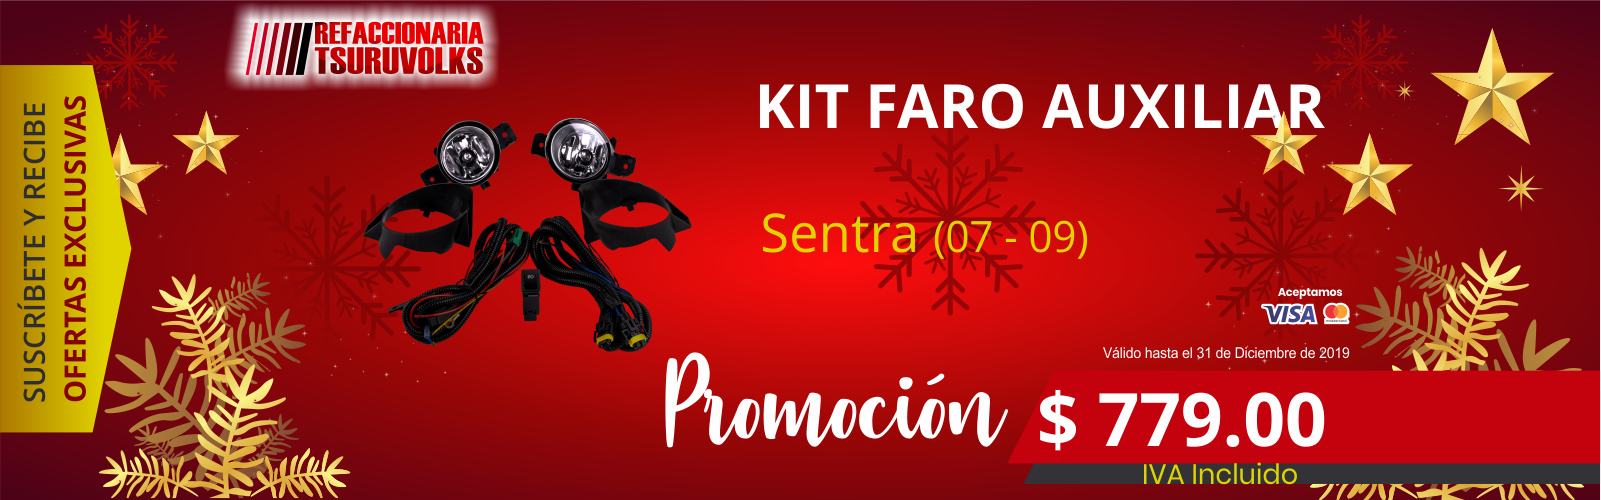 REFACCIONARIA
TSURUVOLKS
SUSCRÍBETE Y RECIBE
OFERTAS EXCLUSIVAS
KIT FARO AUXILIAR
Sentra (07 - 09)
Aceptamos
VISA
Válido hasta el 31 de Díciembre de 2019
Promoción
$ 779.00
IVA Incluido